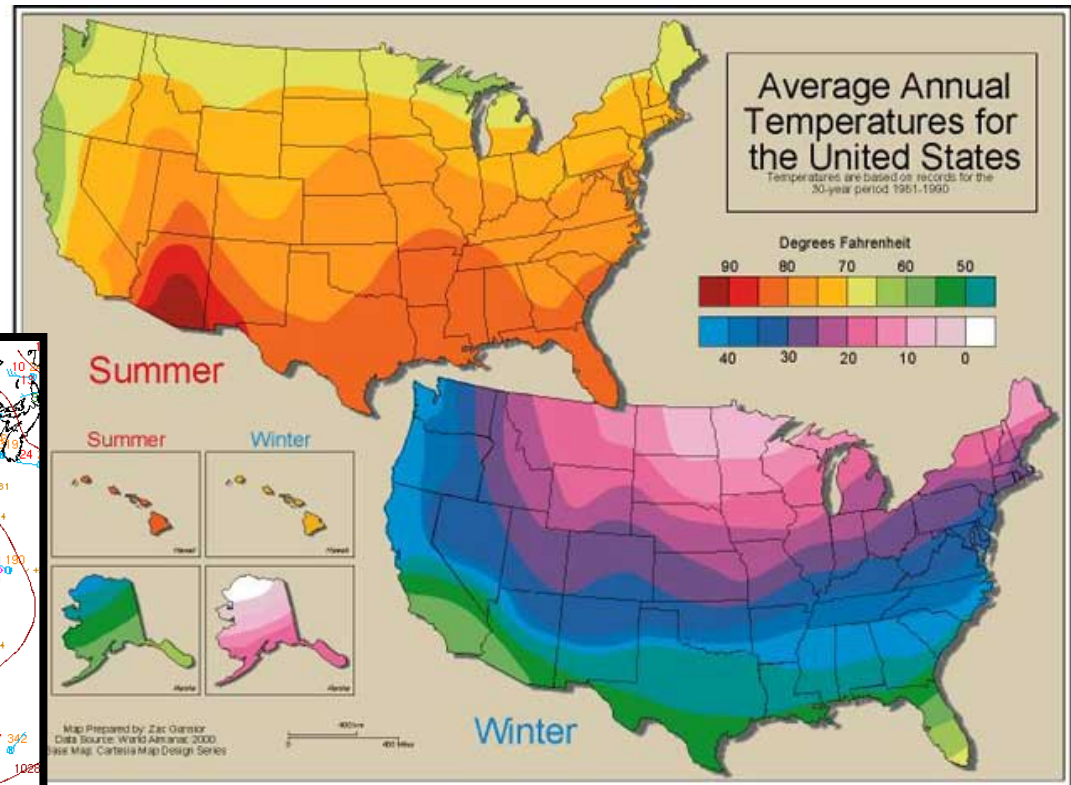 Average Annual
Temperatures for
the United States
Temperatures are based on records for the
30-year period 1961-1990
Degrees Fahrenheit
90 80 70 60 50
40 30 20 10 0
Summer
Summer
Winter
Hawaii
Hawaii
Alaska
Alaska
Winter
Map Prepared by: Zac Gansior
Data Source: World Almanac 2000
Base Map: Cartesia Map Design Series
400 km
0
400 Miles
10
24
190
342
1028